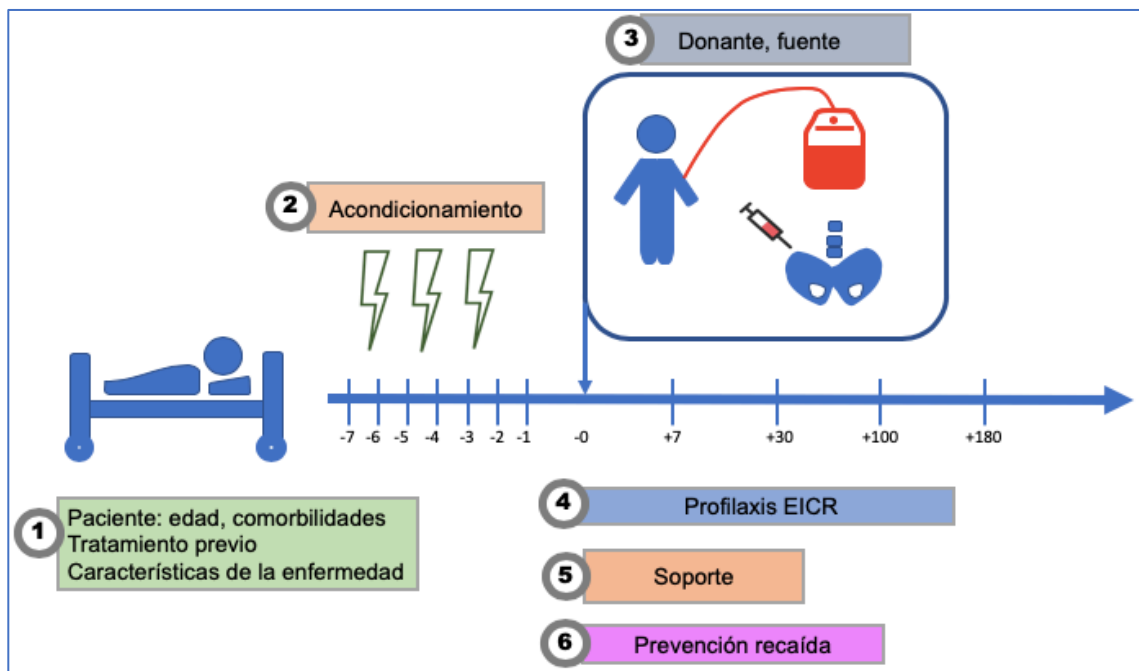 3 Donante, fuente
2 Acondicionamiento
-7 -6 -5 -4 -3 -2 -1 -0 +7 +30 +100 +180
1 Paciente: edad, comorbilidades
Tratamiento previo
Características de la enfermedad
4 Profilaxis EICR
5 Soporte
6 Prevención recaída